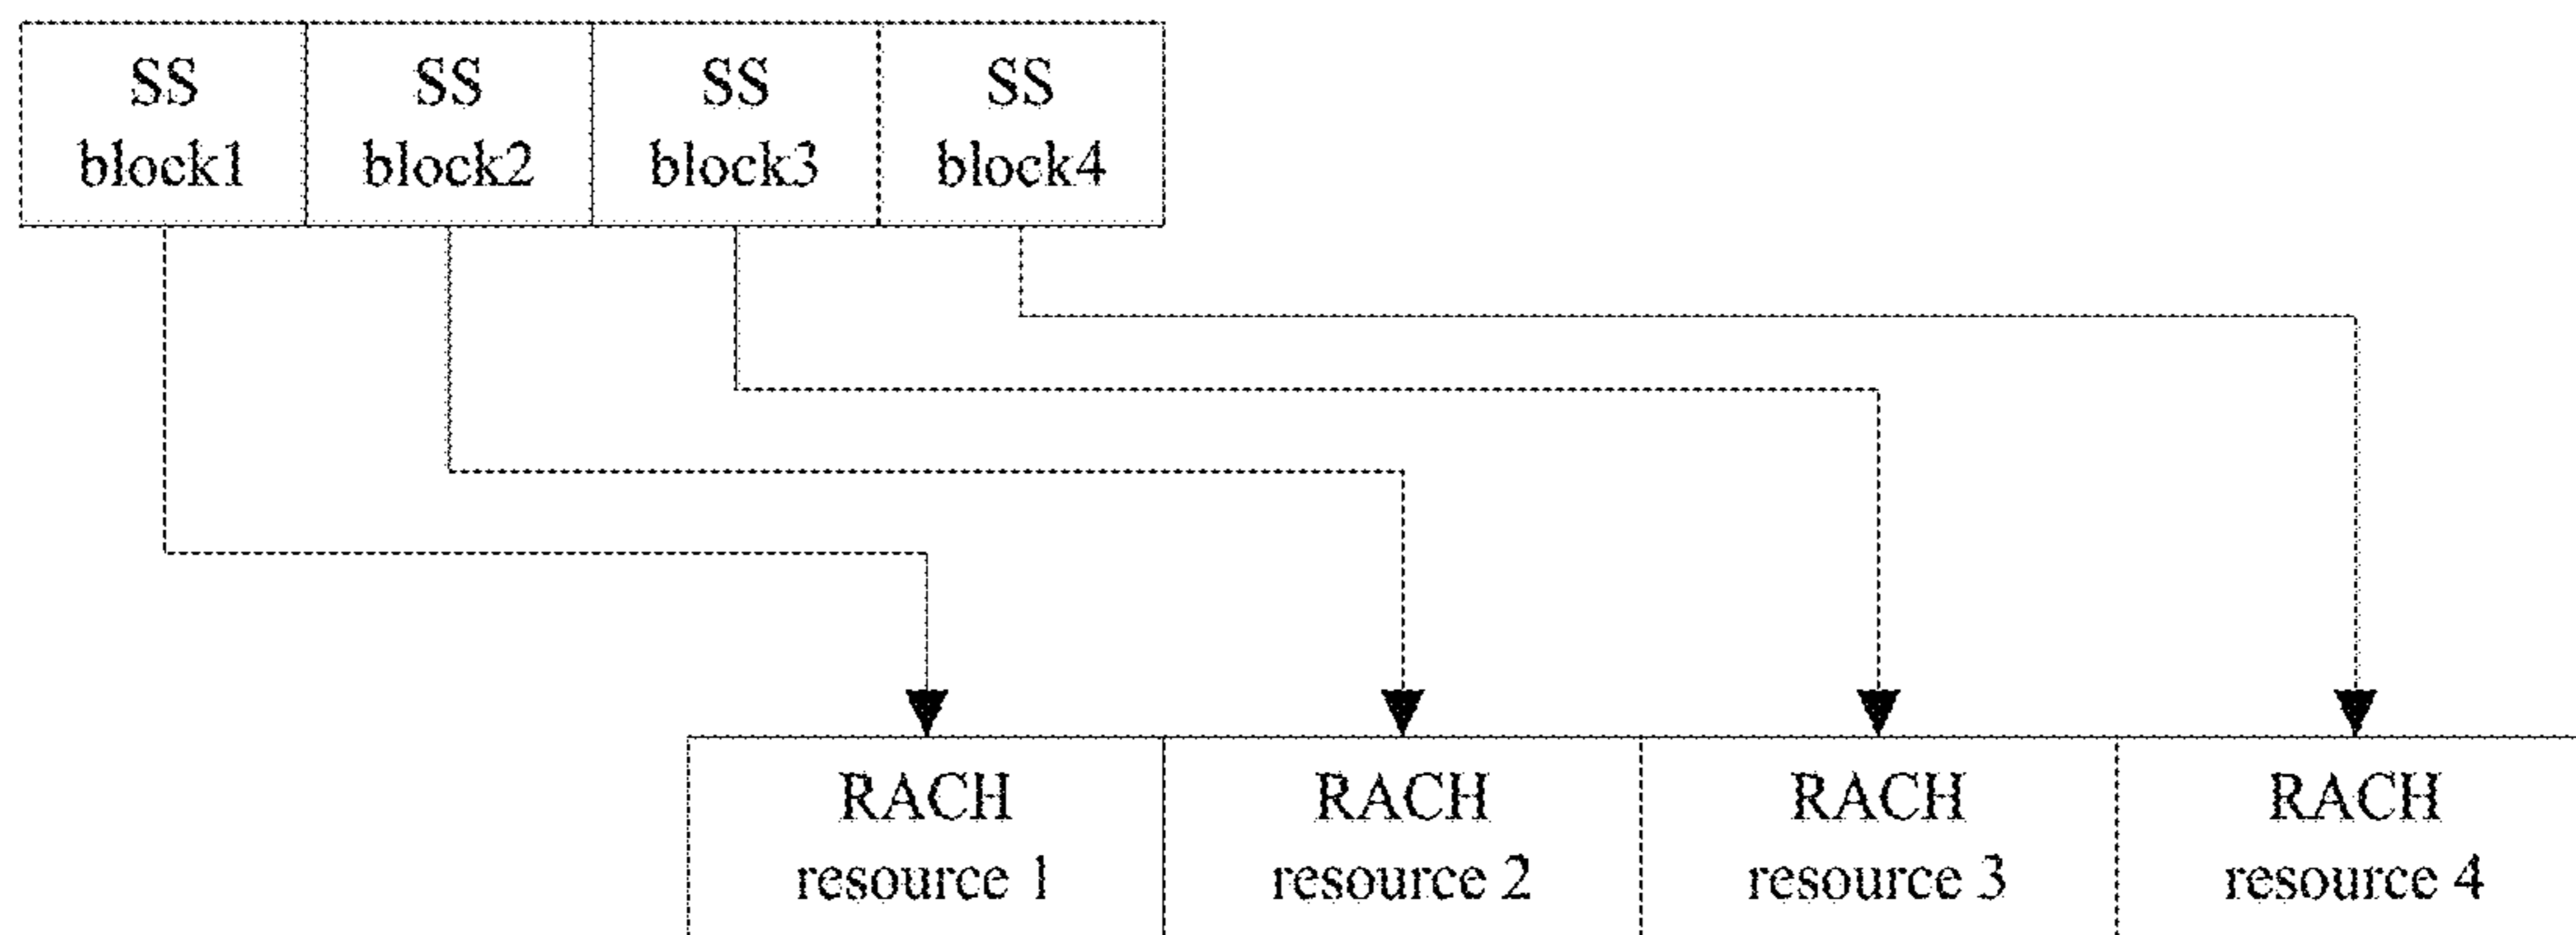 SS
block1
SS
block2
SS
block3
SS
block4
RACH
resource 1
RACH
resource 2
RACH
resource 3
RACH
resource 4